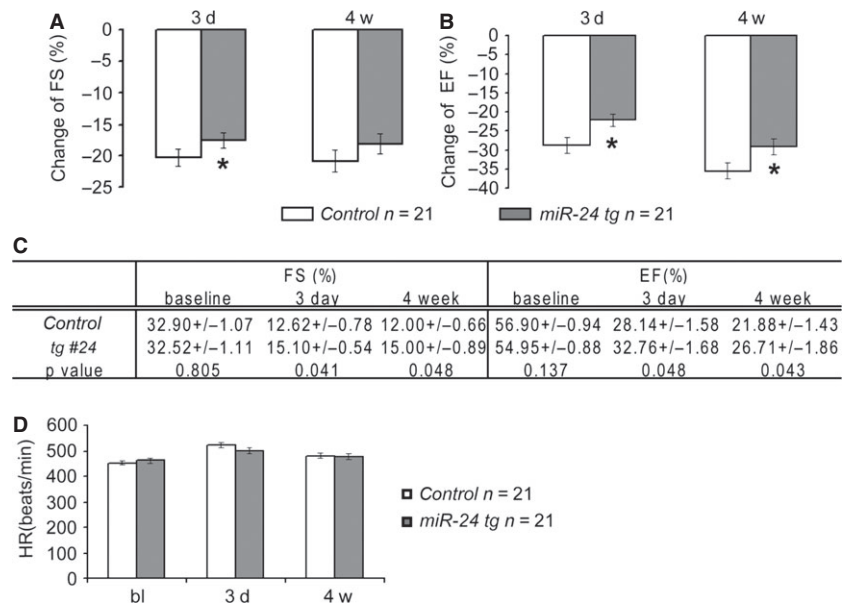 A
3 d
4 w
Change of FS (%)
0
−5
−10
−15
−20
−25
*
B
3 d
4 w
Change of EF (%)
0
−5
−10
−15
−20
−25
−30
−35
−40
*
*
Control n = 21
miR-24 tg n = 21
C
FS (%) EF(%)
baseline 3 day 4 week baseline 3 day 4 week
Control 32.90+/−1.07 12.62+/−0.78 12.00+/−0.66 56.90+/−0.94 28.14+/−1.58 21.88+/−1.43
tg #24 32.52+/−1.11 15.10+/−0.54 15.00+/−0.89 54.95+/−0.88 32.76+/−1.68 26.71+/−1.86
p value 0.805 0.041 0.048 0.137 0.048 0.043
D
HR(beats/min)
600
500
400
300
200
100
0
bl 3 d 4 w
Control n = 21
miR-24 tg n = 21